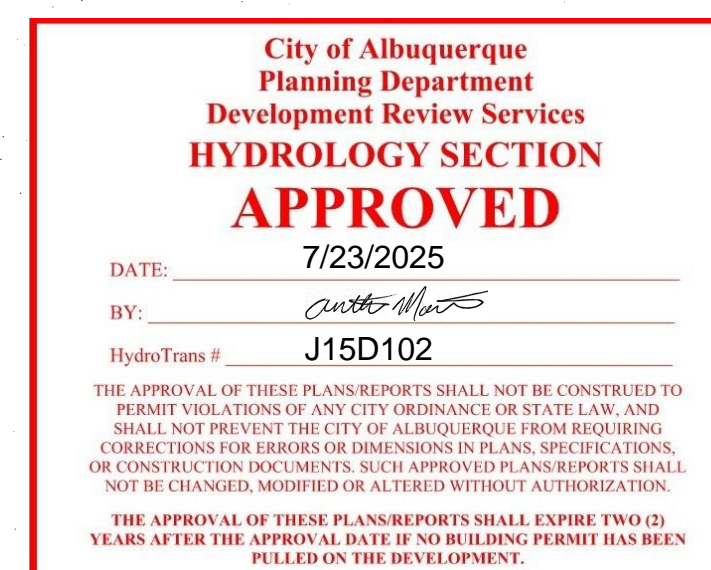 City of Albuquerque
Planning Department
Development Review Services
HYDROLOGY SECTION
APPROVED
DATE: 7/23/2025
BY:
HydroTrans # J15D102
THE APPROVAL OF THESE PLANS/REPORTS SHALL NOT BE CONSTRUED TO
PERMIT VIOLATIONS OF ANY CITY ORDINANCE OR STATE LAW, AND
SHALL NOT PREVENT THE CITY OF ALBUQUERQUE FROM REQUIRING
CORRECTIONS FOR ERRORS OR DIMENSIONS IN PLANS, SPECIFICATIONS,
OR CONSTRUCTION DOCUMENTS. SUCH APPROVED PLANS/REPORTS SHALL
NOT BE CHANGED, MODIFIED OR ALTERED WITHOUT AUTHORIZATION.
THE APPROVAL OF THESE PLANS/REPORTS SHALL EXPIRE TWO (2)
YEARS AFTER THE APPROVAL DATE IF NO BUILDING PERMIT HAS BEEN
PULLED ON THE DEVELOPMENT.